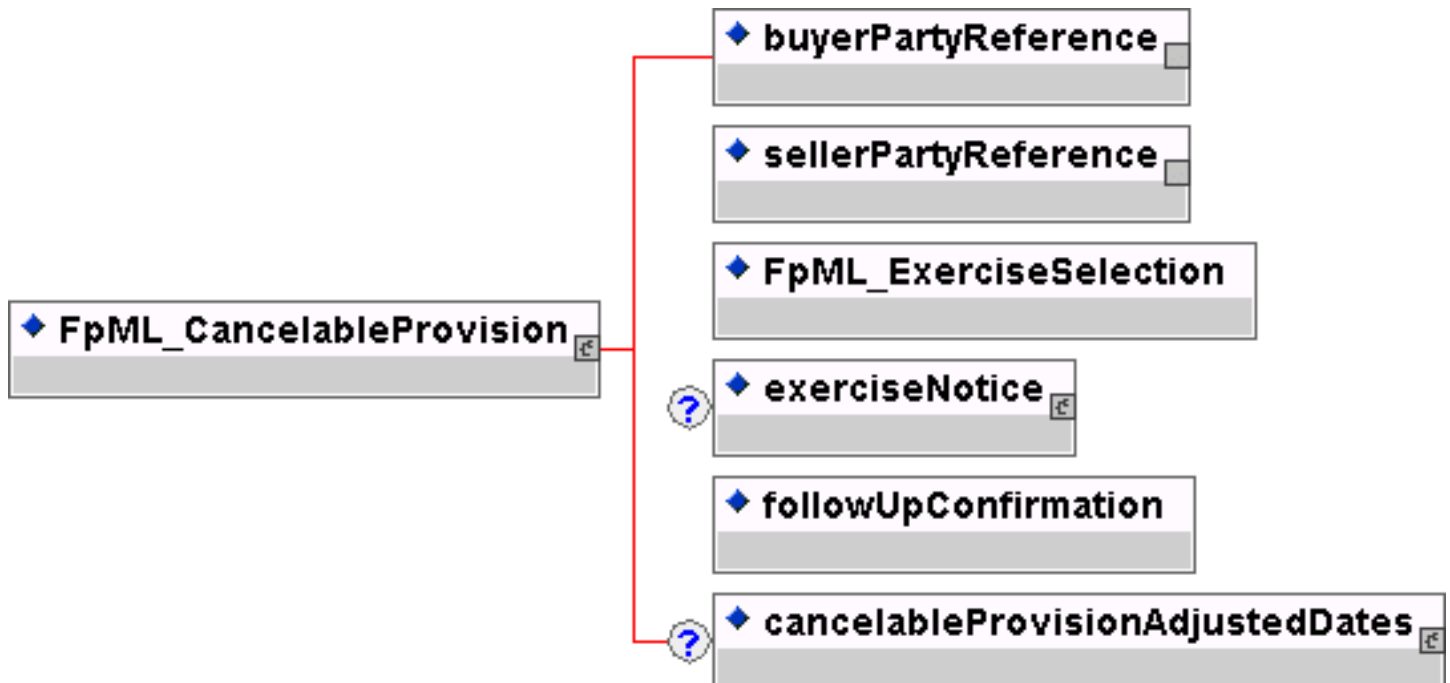 buyerPartyReference
sellerPartyReference
FpML_ExerciseSelection
FpML_CancelableProvision
?
exerciseNotice
followUpConfirmation
?
cancelableProvisionAdjustedDates